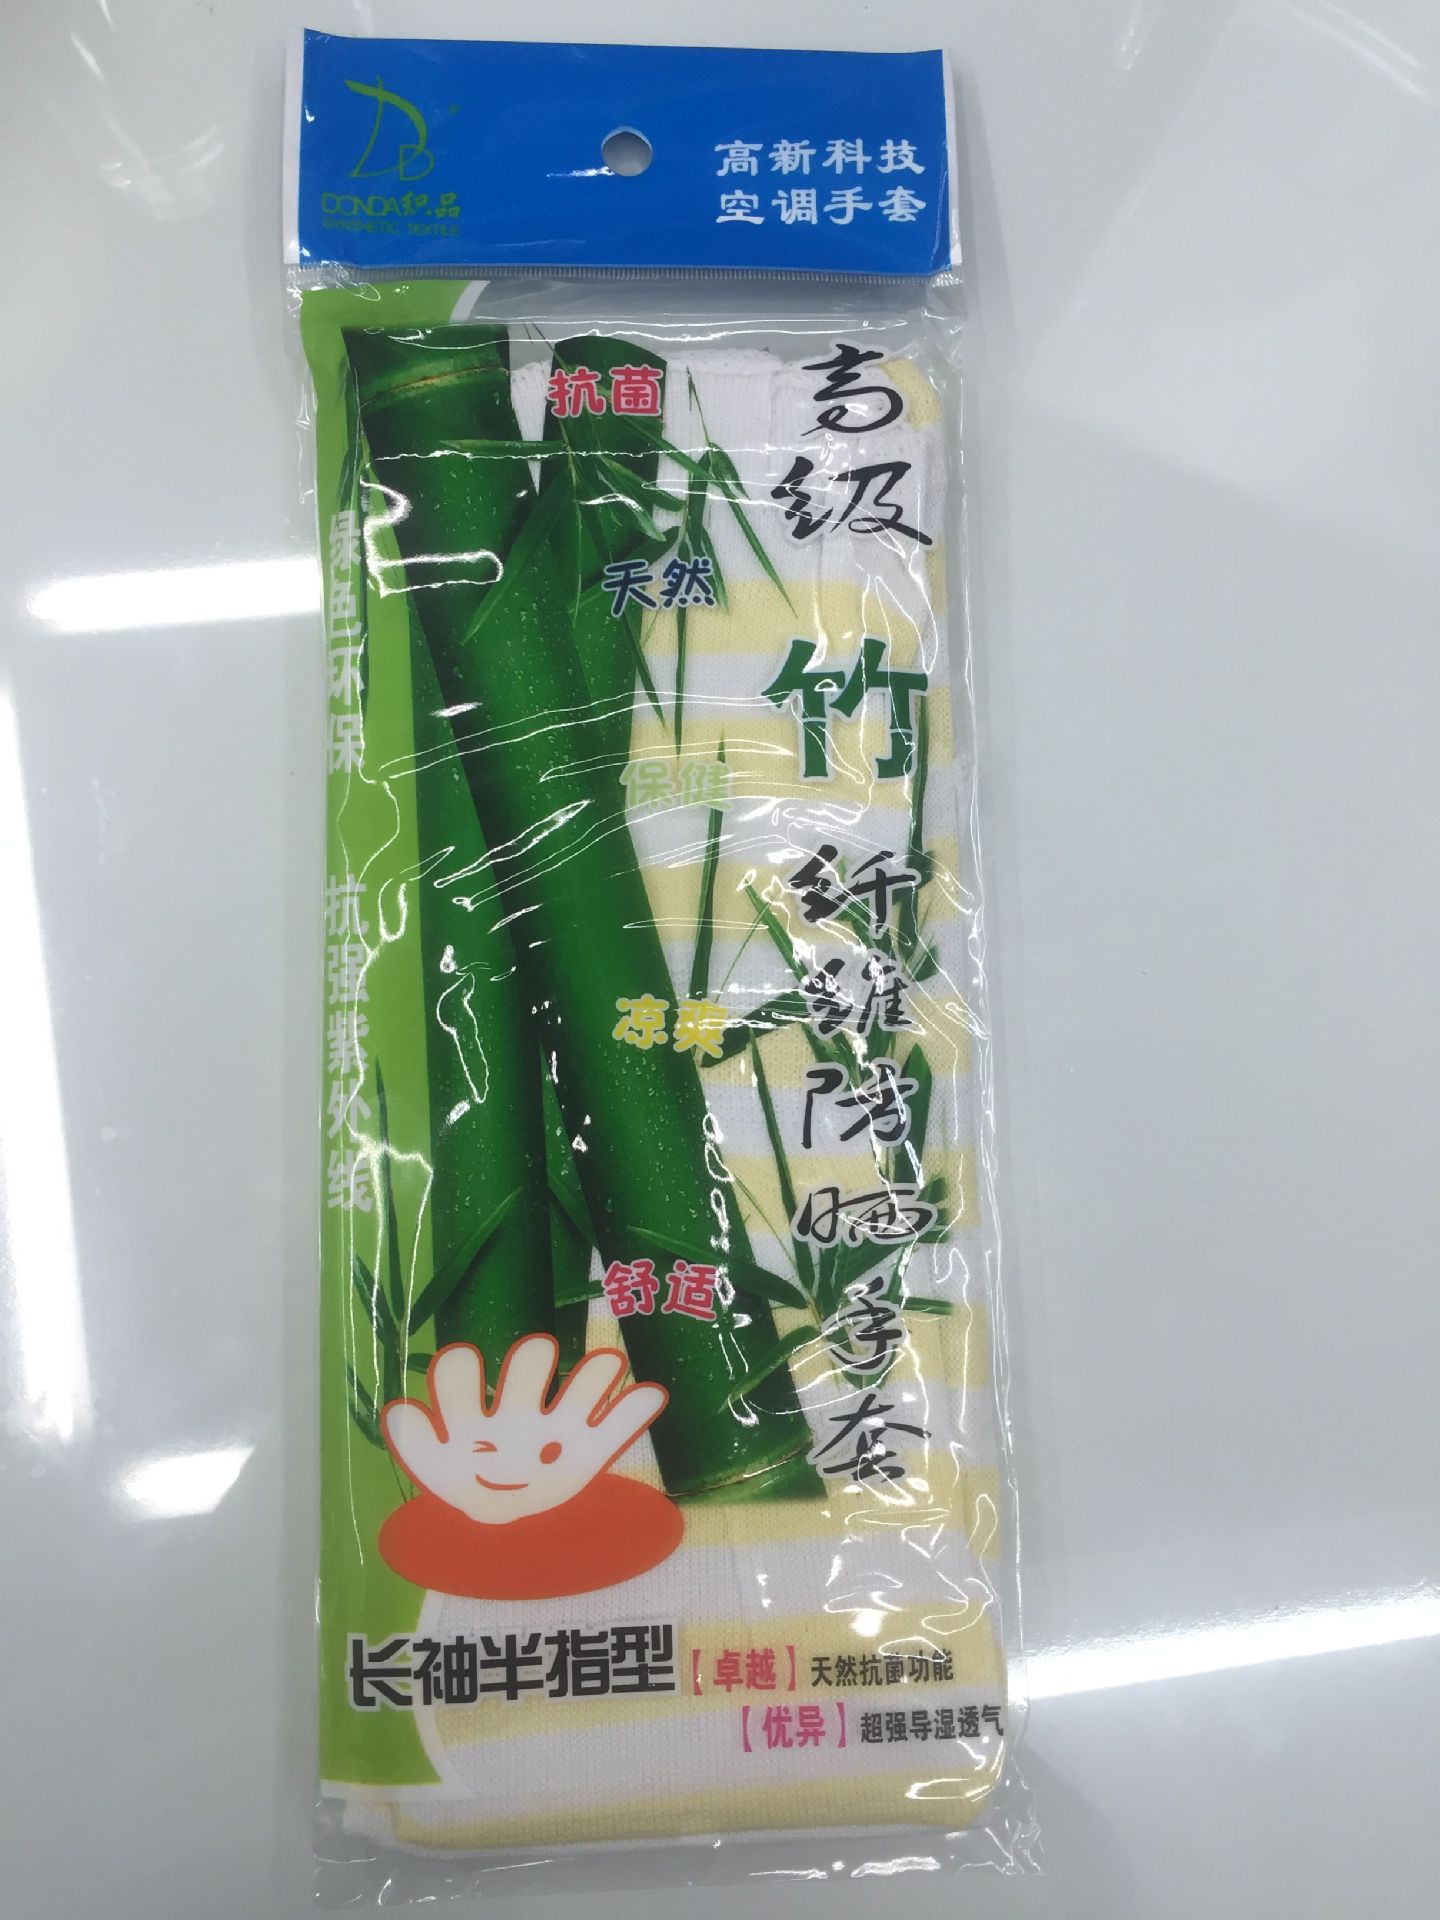 DONDA织品
SYNTHETIC TEXTILE
高新科技
空调手套
抗菌
天然
保健
凉爽
舒适
高级竹纤维防晒手套
绿色环保 抗强紫外线
长袖半指型
【卓越】天然抗菌功能
【优异】超强导湿透气